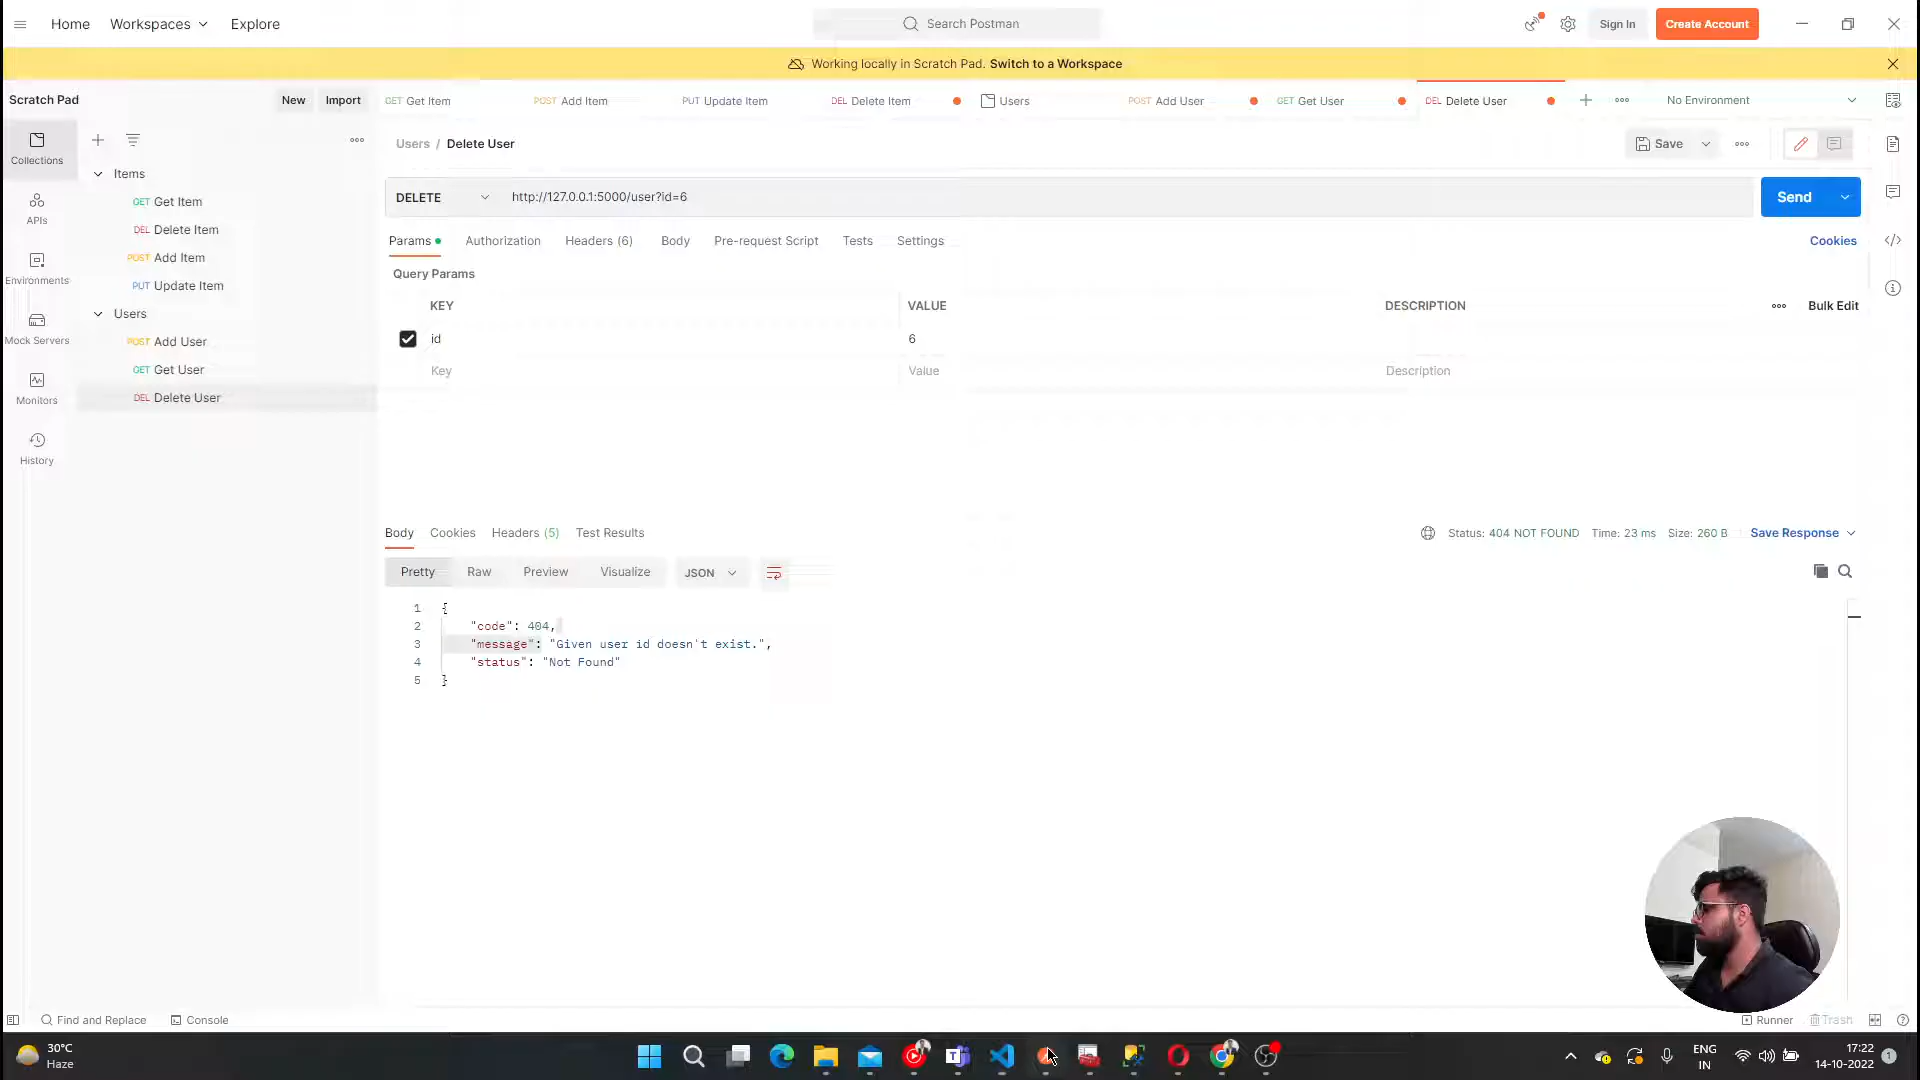 Home Workspaces Explore Search Postman Sign In Create Account
Working locally in Scratch Pad. Switch to a Workspace
Scratch Pad New Import GET Get Item POST Add Item PUT Update Item DEL Delete Item Users POST Add User GET Get User DEL Delete User No Environment
Users / Delete User Save
Collections
APIs
Environments
Mock Servers
Monitors
History
Items
GET Get Item
DEL Delete Item
POST Add Item
PUT Update Item
Users
POST Add User
GET Get User
DEL Delete User
DELETE http://127.0.0.1:5000/user?id=6 Send
Params Authorization Headers (6) Body Pre-request Script Tests Settings Cookies
Query Params
KEY VALUE DESCRIPTION Bulk Edit
id 6
Key Value Description
Body Cookies Headers (5) Test Results Status: 404 NOT FOUND Time: 23 ms Size: 260 B Save Response
Pretty Raw Preview Visualize JSON
1 {
2 "code": 404,
3 "message": "Given user id doesn't exist.",
4 "status": "Not Found"
5 }
Find and Replace Console Runner Trash
30°C
Haze
ENG
IN
17:22
14-10-2022
1